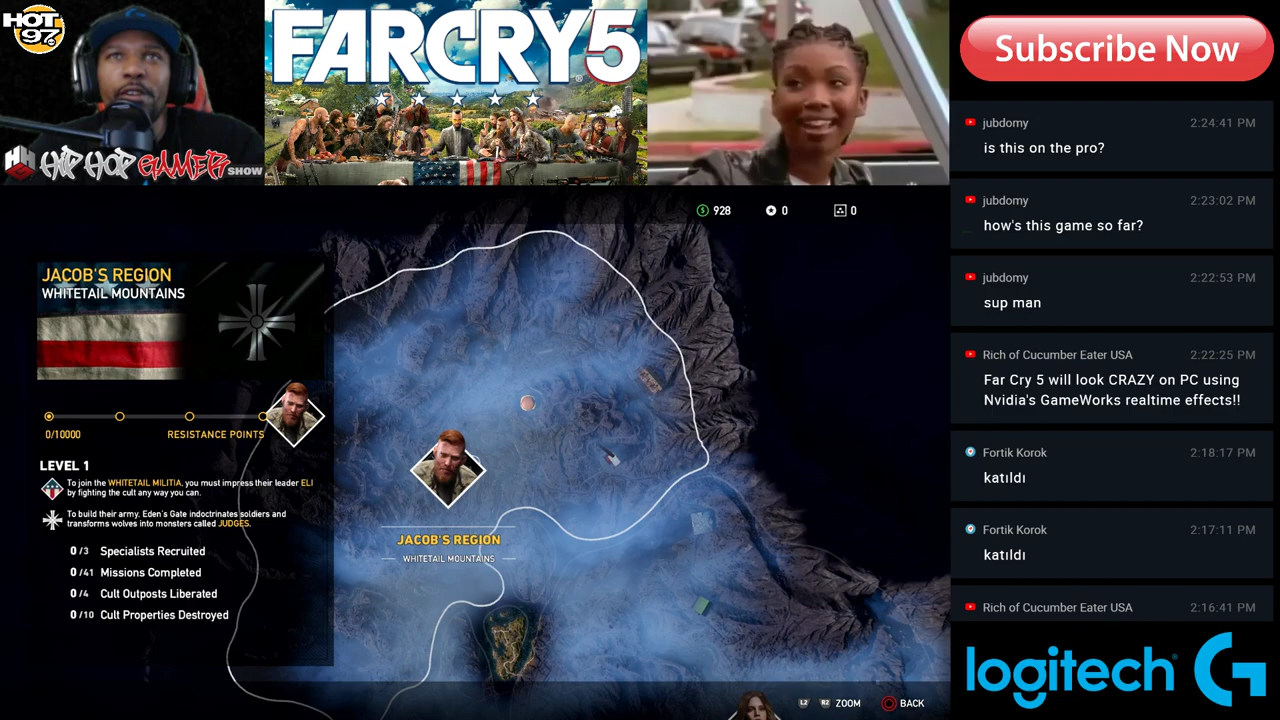 HOT
97
HIP HOP GAMER SHOW
FARCRY5
Subscribe Now
jubdomy 2:24:41 PM
is this on the pro?
jubdomy 2:23:02 PM
how's this game so far?
jubdomy 2:22:53 PM
sup man
Rich of Cucumber Eater USA 2:22:25 PM
Far Cry 5 will look CRAZY on PC using
Nvidia's GameWorks realtime effects!!
Fortik Korok 2:18:17 PM
katıldı
Fortik Korok 2:17:11 PM
katıldı
Rich of Cucumber Eater USA 2:16:41 PM
logitech G
928 0 0
JACOB'S REGION
WHITETAIL MOUNTAINS
0/10000 RESISTANCE POINTS
LEVEL 1
To join the WHITETAIL MILITIA, you must impress their leader ELI
by fighting the cult any way you can.
To build their army, Eden's Gate indoctrinates soldiers and
transforms wolves into monsters called JUDGES.
0/3 Specialists Recruited
0/41 Missions Completed
0/4 Cult Outposts Liberated
0/10 Cult Properties Destroyed
JACOB'S REGION
WHITETAIL MOUNTAINS
L2 R2 ZOOM BACK